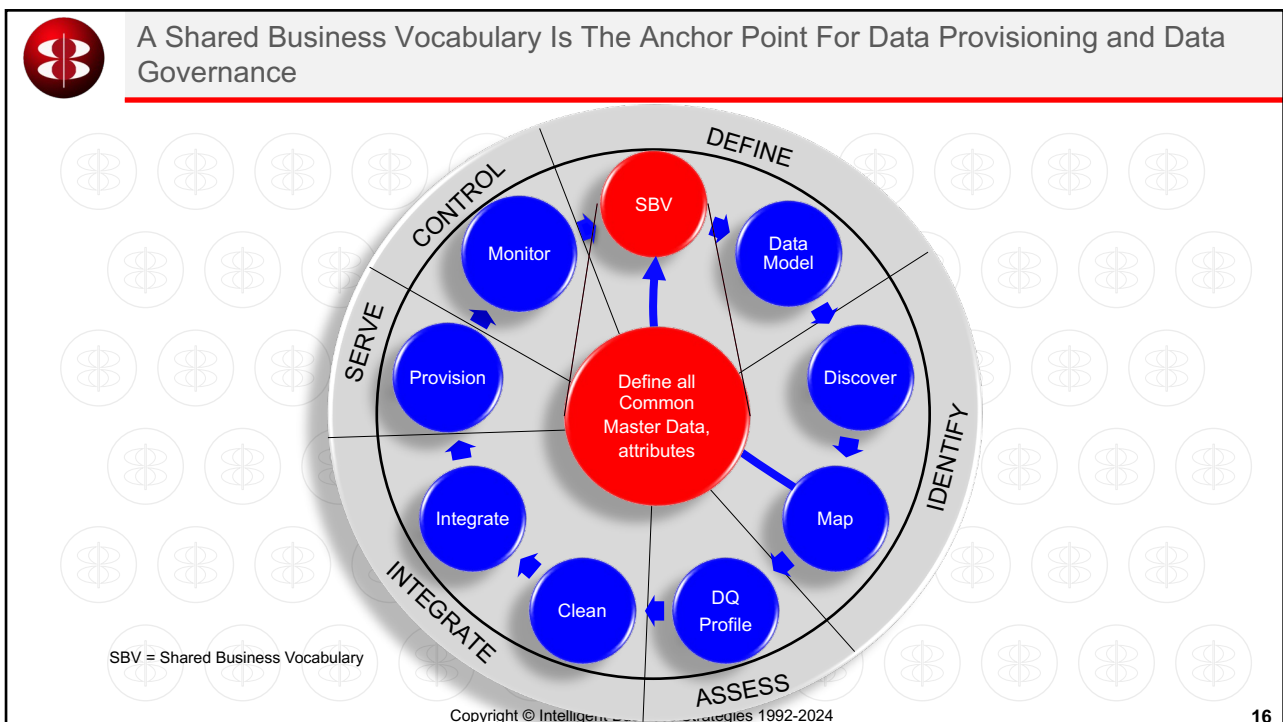 A Shared Business Vocabulary Is The Anchor Point For Data Provisioning and Data
Governance
DEFINE
SBV
Data
Model
IDENTIFY
Discover
Map
ASSESS
DQ
Profile
INTEGRATE
Clean
Integrate
SERVE
Provision
CONTROL
Monitor
Define all
Common
Master Data,
attributes
SBV = Shared Business Vocabulary
Copyright © Intelligent strategies 1992-2024
16